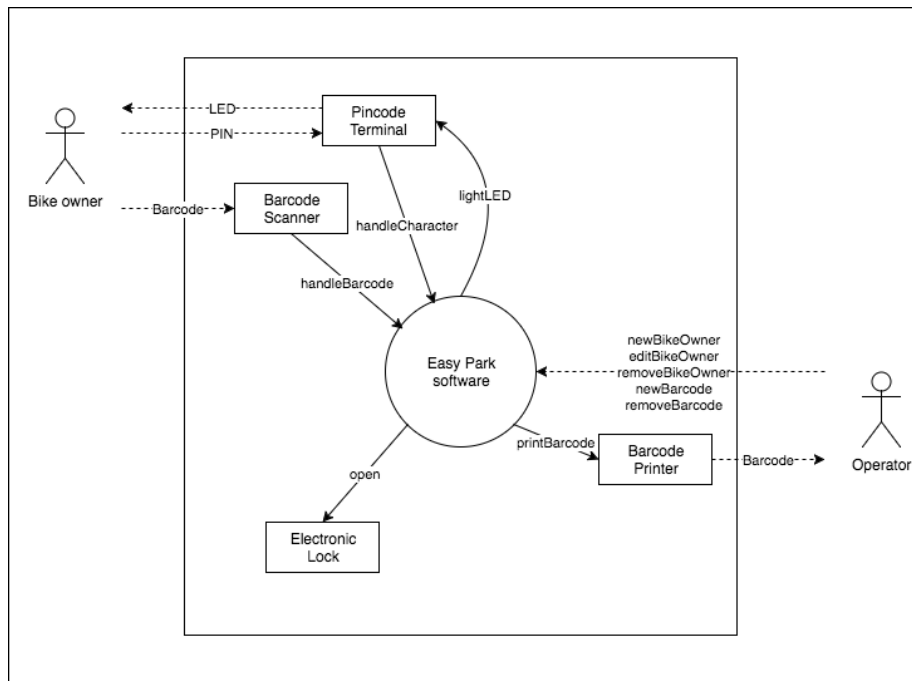 LED
Pincode
Terminal
PIN
Bike owner
Barcode
Barcode
Scanner
lightLED
handleCharacter
handleBarcode
newBikeOwner
editBikeOwner
removeBikeOwner
newBarcode
removeBarcode
Easy Park
software
printBarcode
Barcode
Printer
Barcode
Operator
open
Electronic
Lock